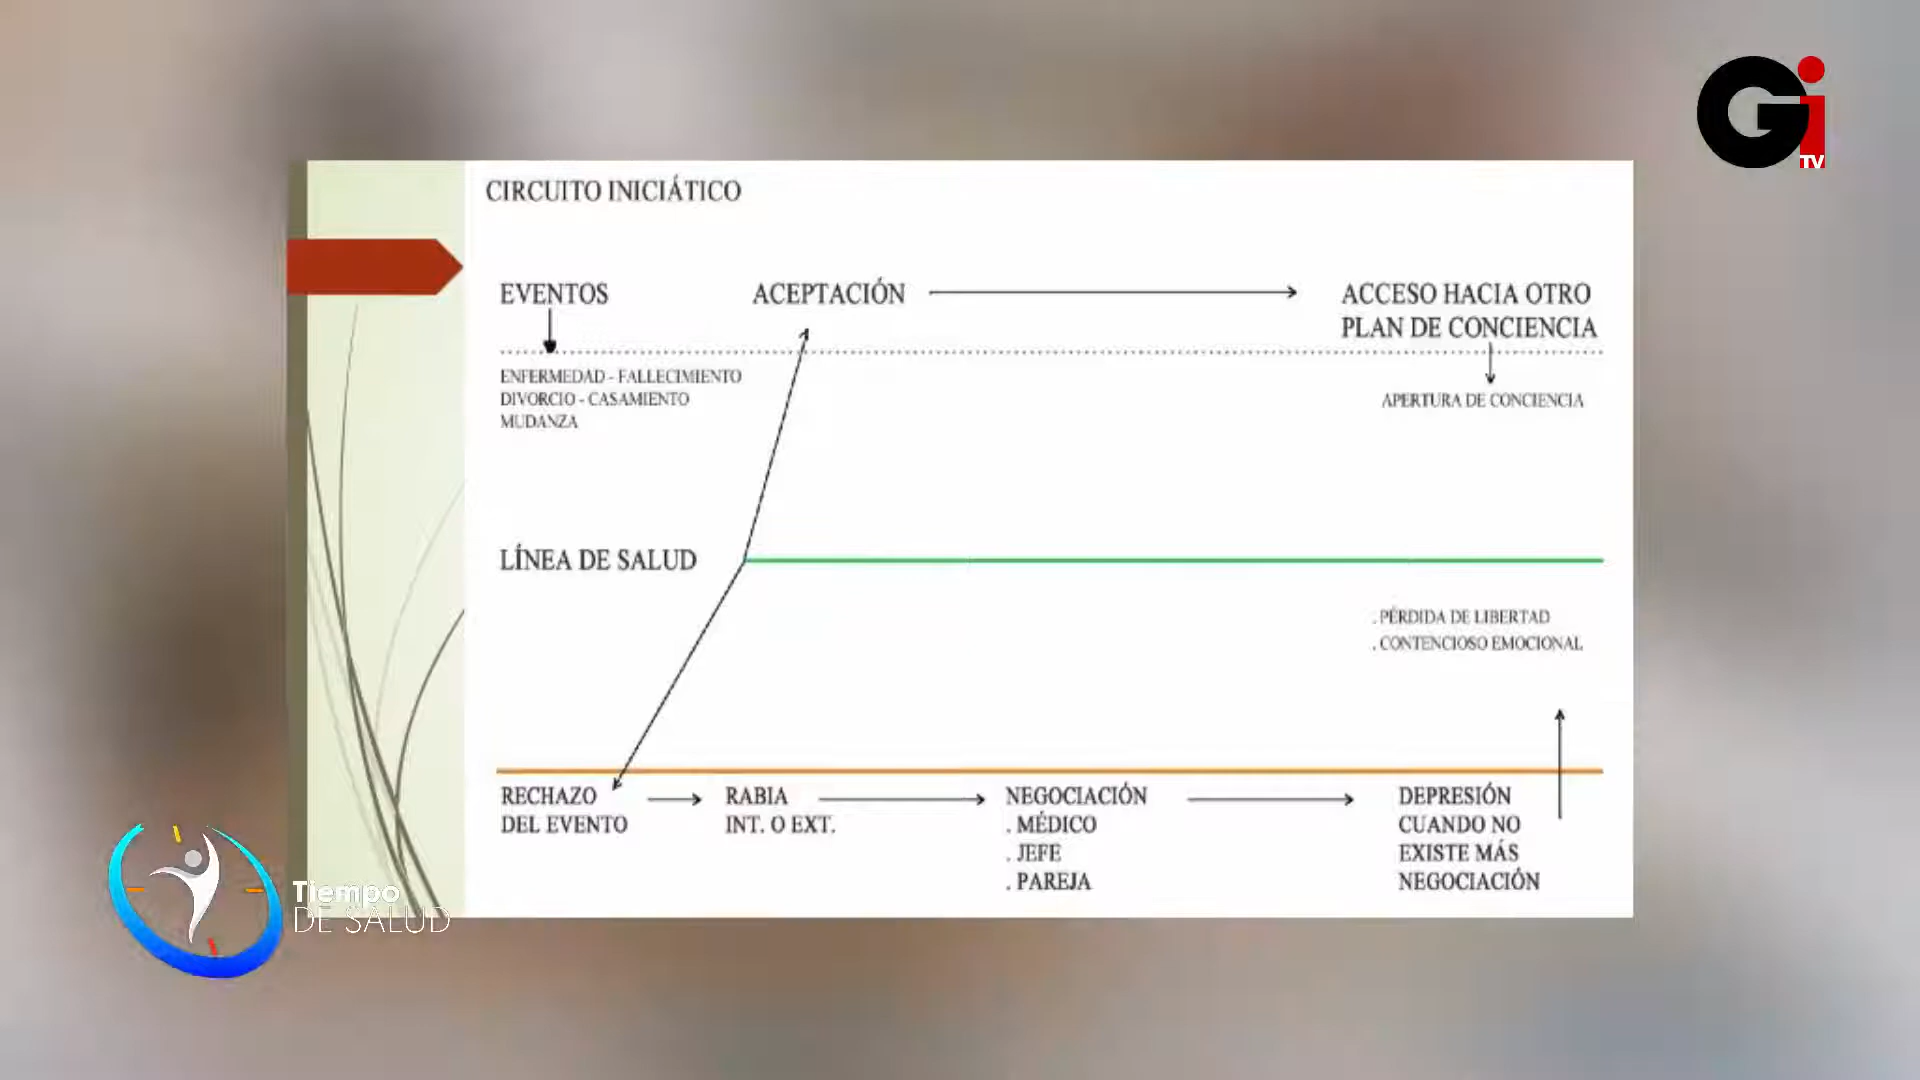 Gi
TV
CIRCUITO INICIÁTICO
EVENTOS
ACEPTACIÓN
ACCESO HACIA OTRO
PLAN DE CONCIENCIA
ENFERMEDAD - FALLECIMIENTO
DIVORCIO - CASAMIENTO
MUDANZA
APERTURA DE CONCIENCIA
LÍNEA DE SALUD
. PÉRDIDA DE LIBERTAD
. CONTENCIOSO EMOCIONAL
RECHAZO
DEL EVENTO
RABIA
INT. O EXT.
NEGOCIACIÓN
. MÉDICO
. JEFE
. PAREJA
DEPRESIÓN
CUANDO NO
EXISTE MÁS
NEGOCIACIÓN
Tiempo
DE SALUD